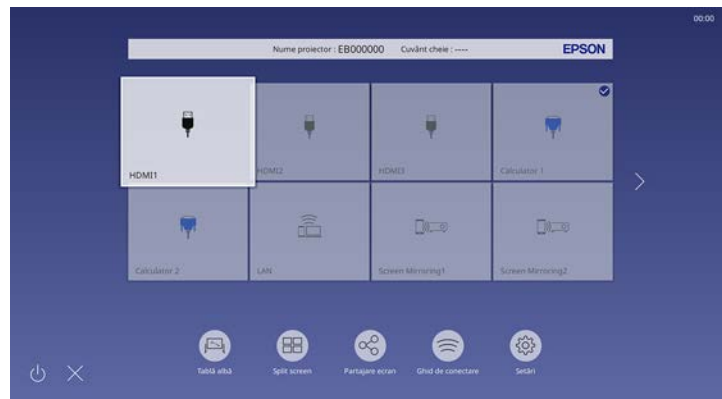 00:00
Nume proiector : EB000000 Cuvânt cheie : ---- EPSON
HDMI1 HDMI2 HDMI3 Calculator 1
Calculator 2 LAN Screen Mirroring1 Screen Mirroring2
Tablă albă Split screen Partajare ecran Ghid de conectare Setări